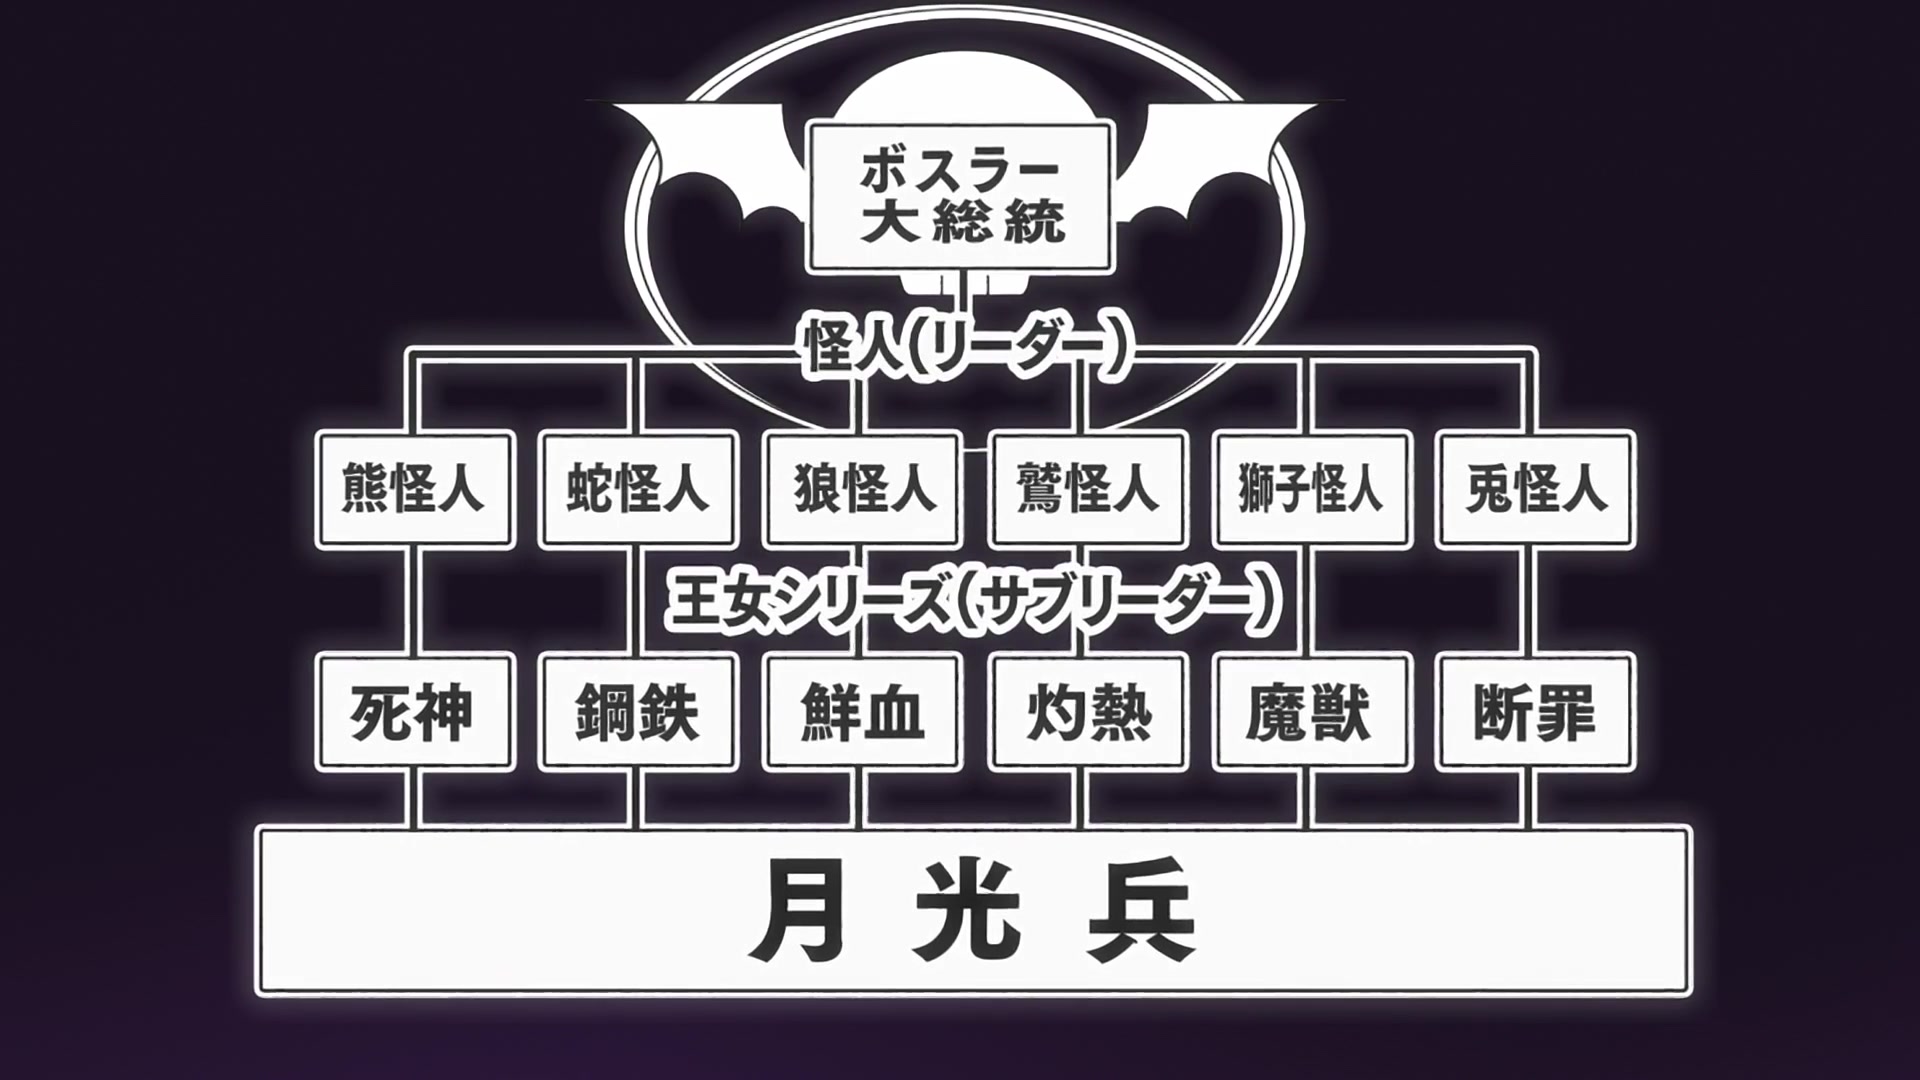 ボスラー
大総統
怪人(リーダー)
熊怪人 蛇怪人 狼怪人 鷲怪人 獅子怪人 兎怪人
王女シリーズ(サブリーダー)
死神 鋼鉄 鮮血 灼熱 魔獣 断罪
月光兵